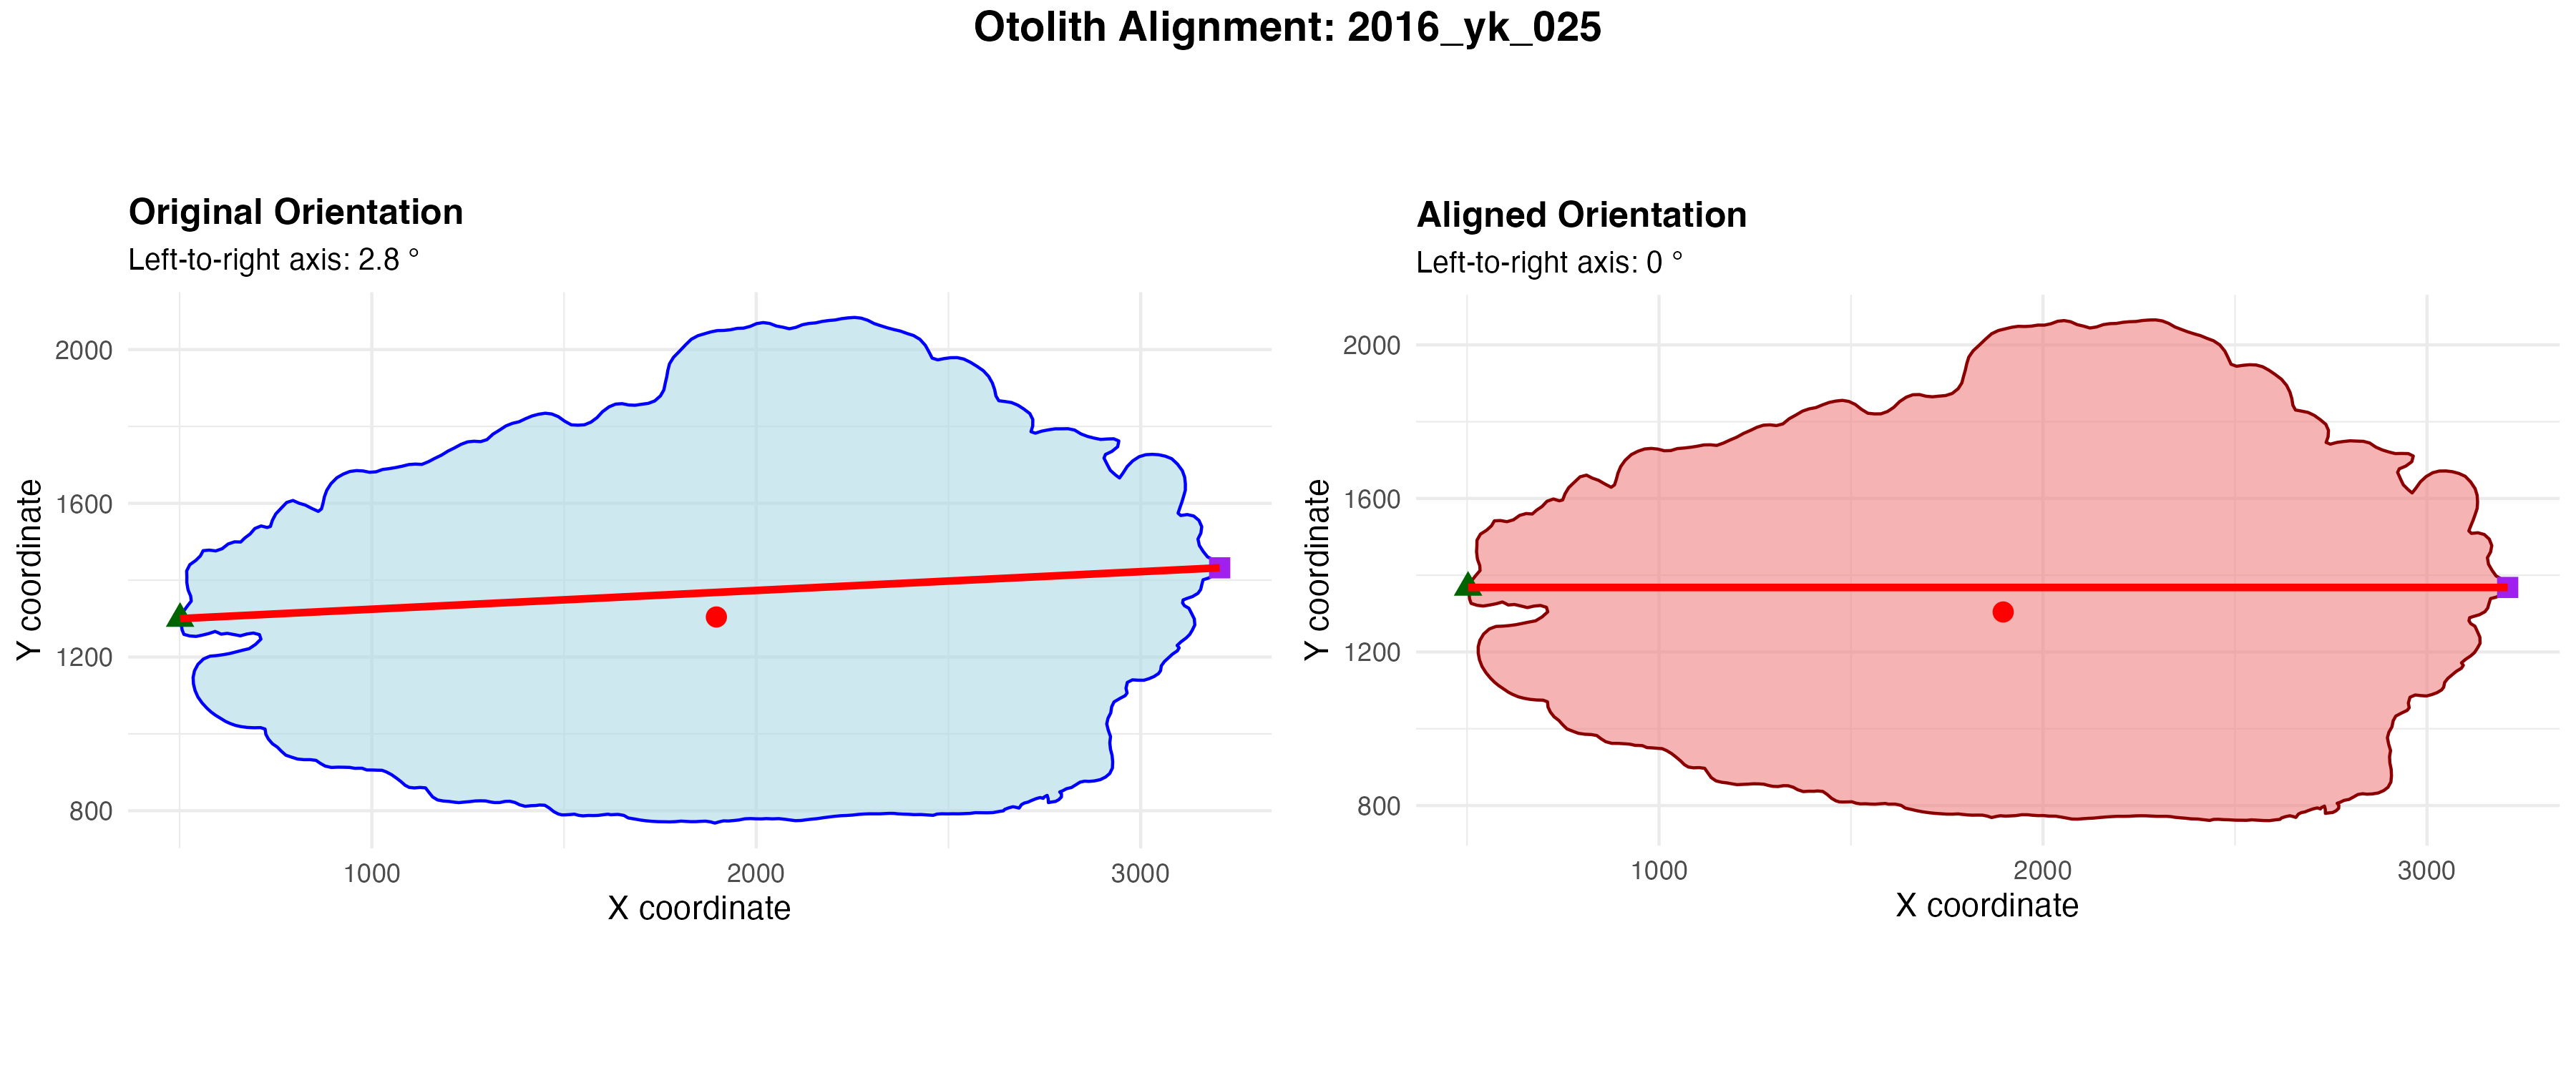 Otolith Alignment: 2016_yk_025
Original Orientation
Left-to-right axis: 2.8 °
Y coordinate
2000
1600
1200
800
1000
2000
3000
X coordinate
Aligned Orientation
Left-to-right axis: 0 °
Y coordinate
2000
1600
1200
800
1000
2000
3000
X coordinate